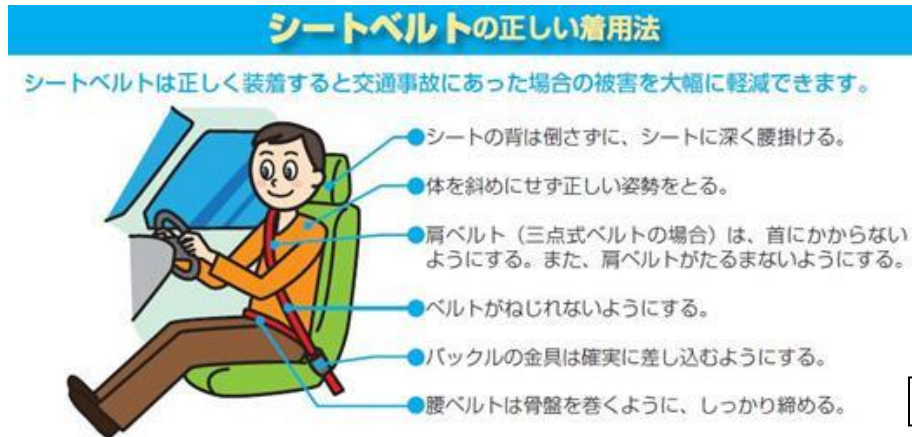 シートベルトの正しい着用法
シートベルトは正しく装着すると交通事故にあった場合の被害を大幅に軽減できます。
シートの背は倒さずに、シートに深く腰掛ける。
体を斜めにせず正しい姿勢をとる。
肩ベルト（三点式ベルトの場合）は、首にかからない
ようにする。また、肩ベルトがたるまないようにする。
ベルトがねじれないようにする。
バックルの金具は確実に差し込むようにする。
腰ベルトは骨盤を巻くように、しっかり締める。